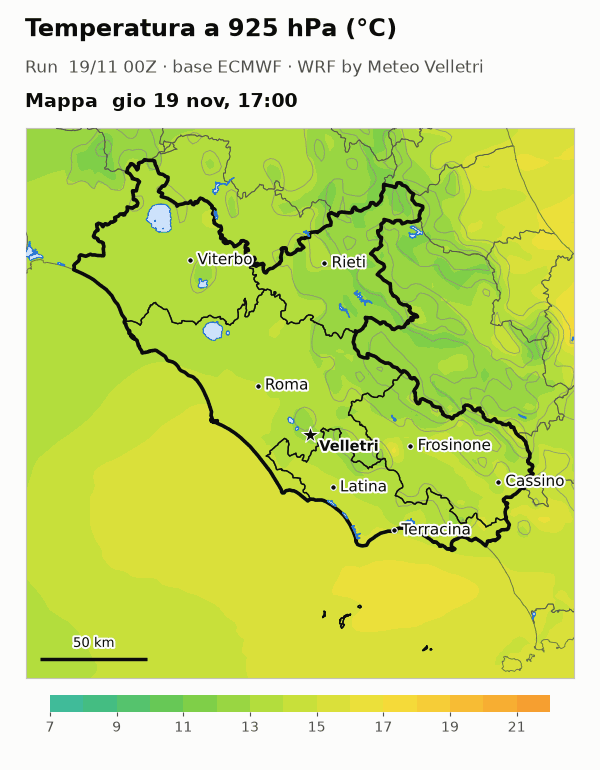 Temperatura a 925 hPa (°C)
Run  19/11 00Z · base ECMWF · WRF by Meteo Velletri
Mappa  gio 19 nov, 17:00
Viterbo
Rieti
Roma
Velletri
Frosinone
Latina
Cassino
Terracina
50 km
7 9 11 13 15 17 19 21